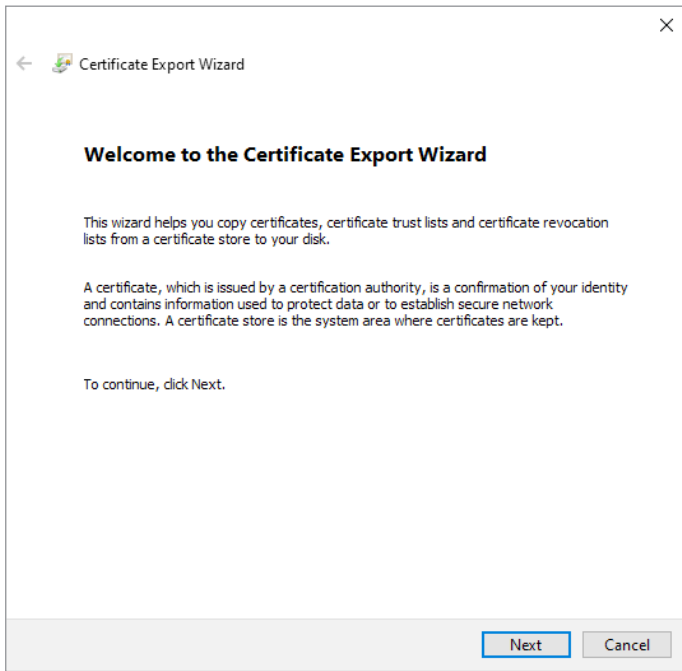 Certificate Export Wizard
Welcome to the Certificate Export Wizard
This wizard helps you copy certificates, certificate trust lists and certificate revocation
lists from a certificate store to your disk.
A certificate, which is issued by a certification authority, is a confirmation of your identity
and contains information used to protect data or to establish secure network
connections. A certificate store is the system area where certificates are kept.
To continue, click Next.
Next Cancel